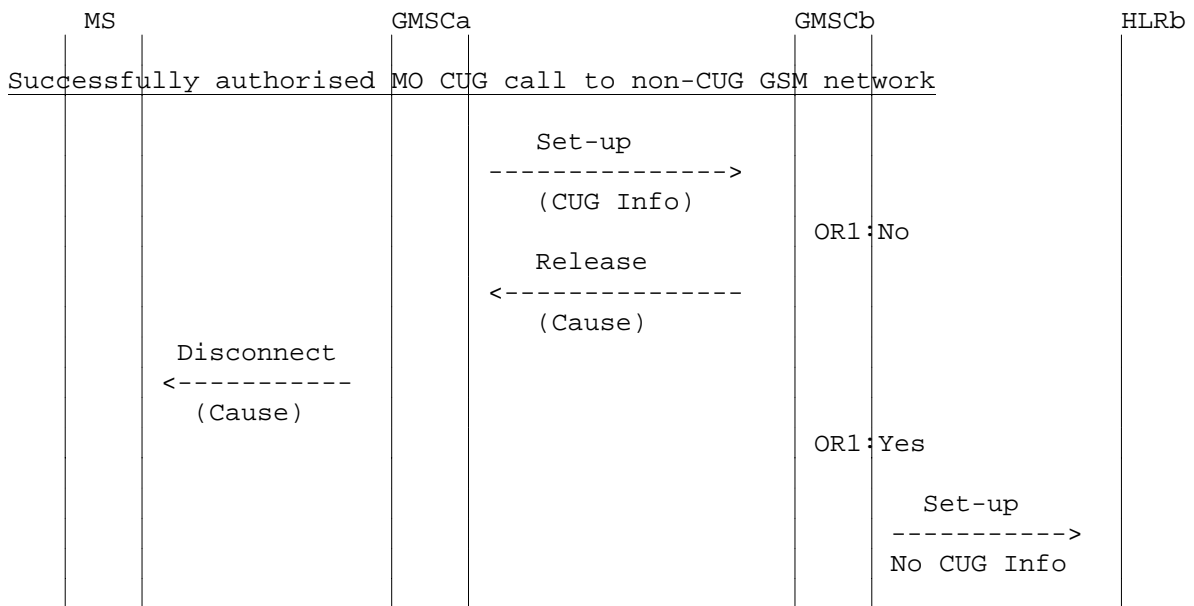 MS GMSCa GMSCb HLRb
Successfully authorised MO CUG call to non-CUG GSM network
Set-up
--------------->
(CUG Info)
OR1:No
Release
<---------------
(Cause)
Disconnect
<-----------
(Cause)
OR1:Yes
Set-up
----------->
No CUG Info